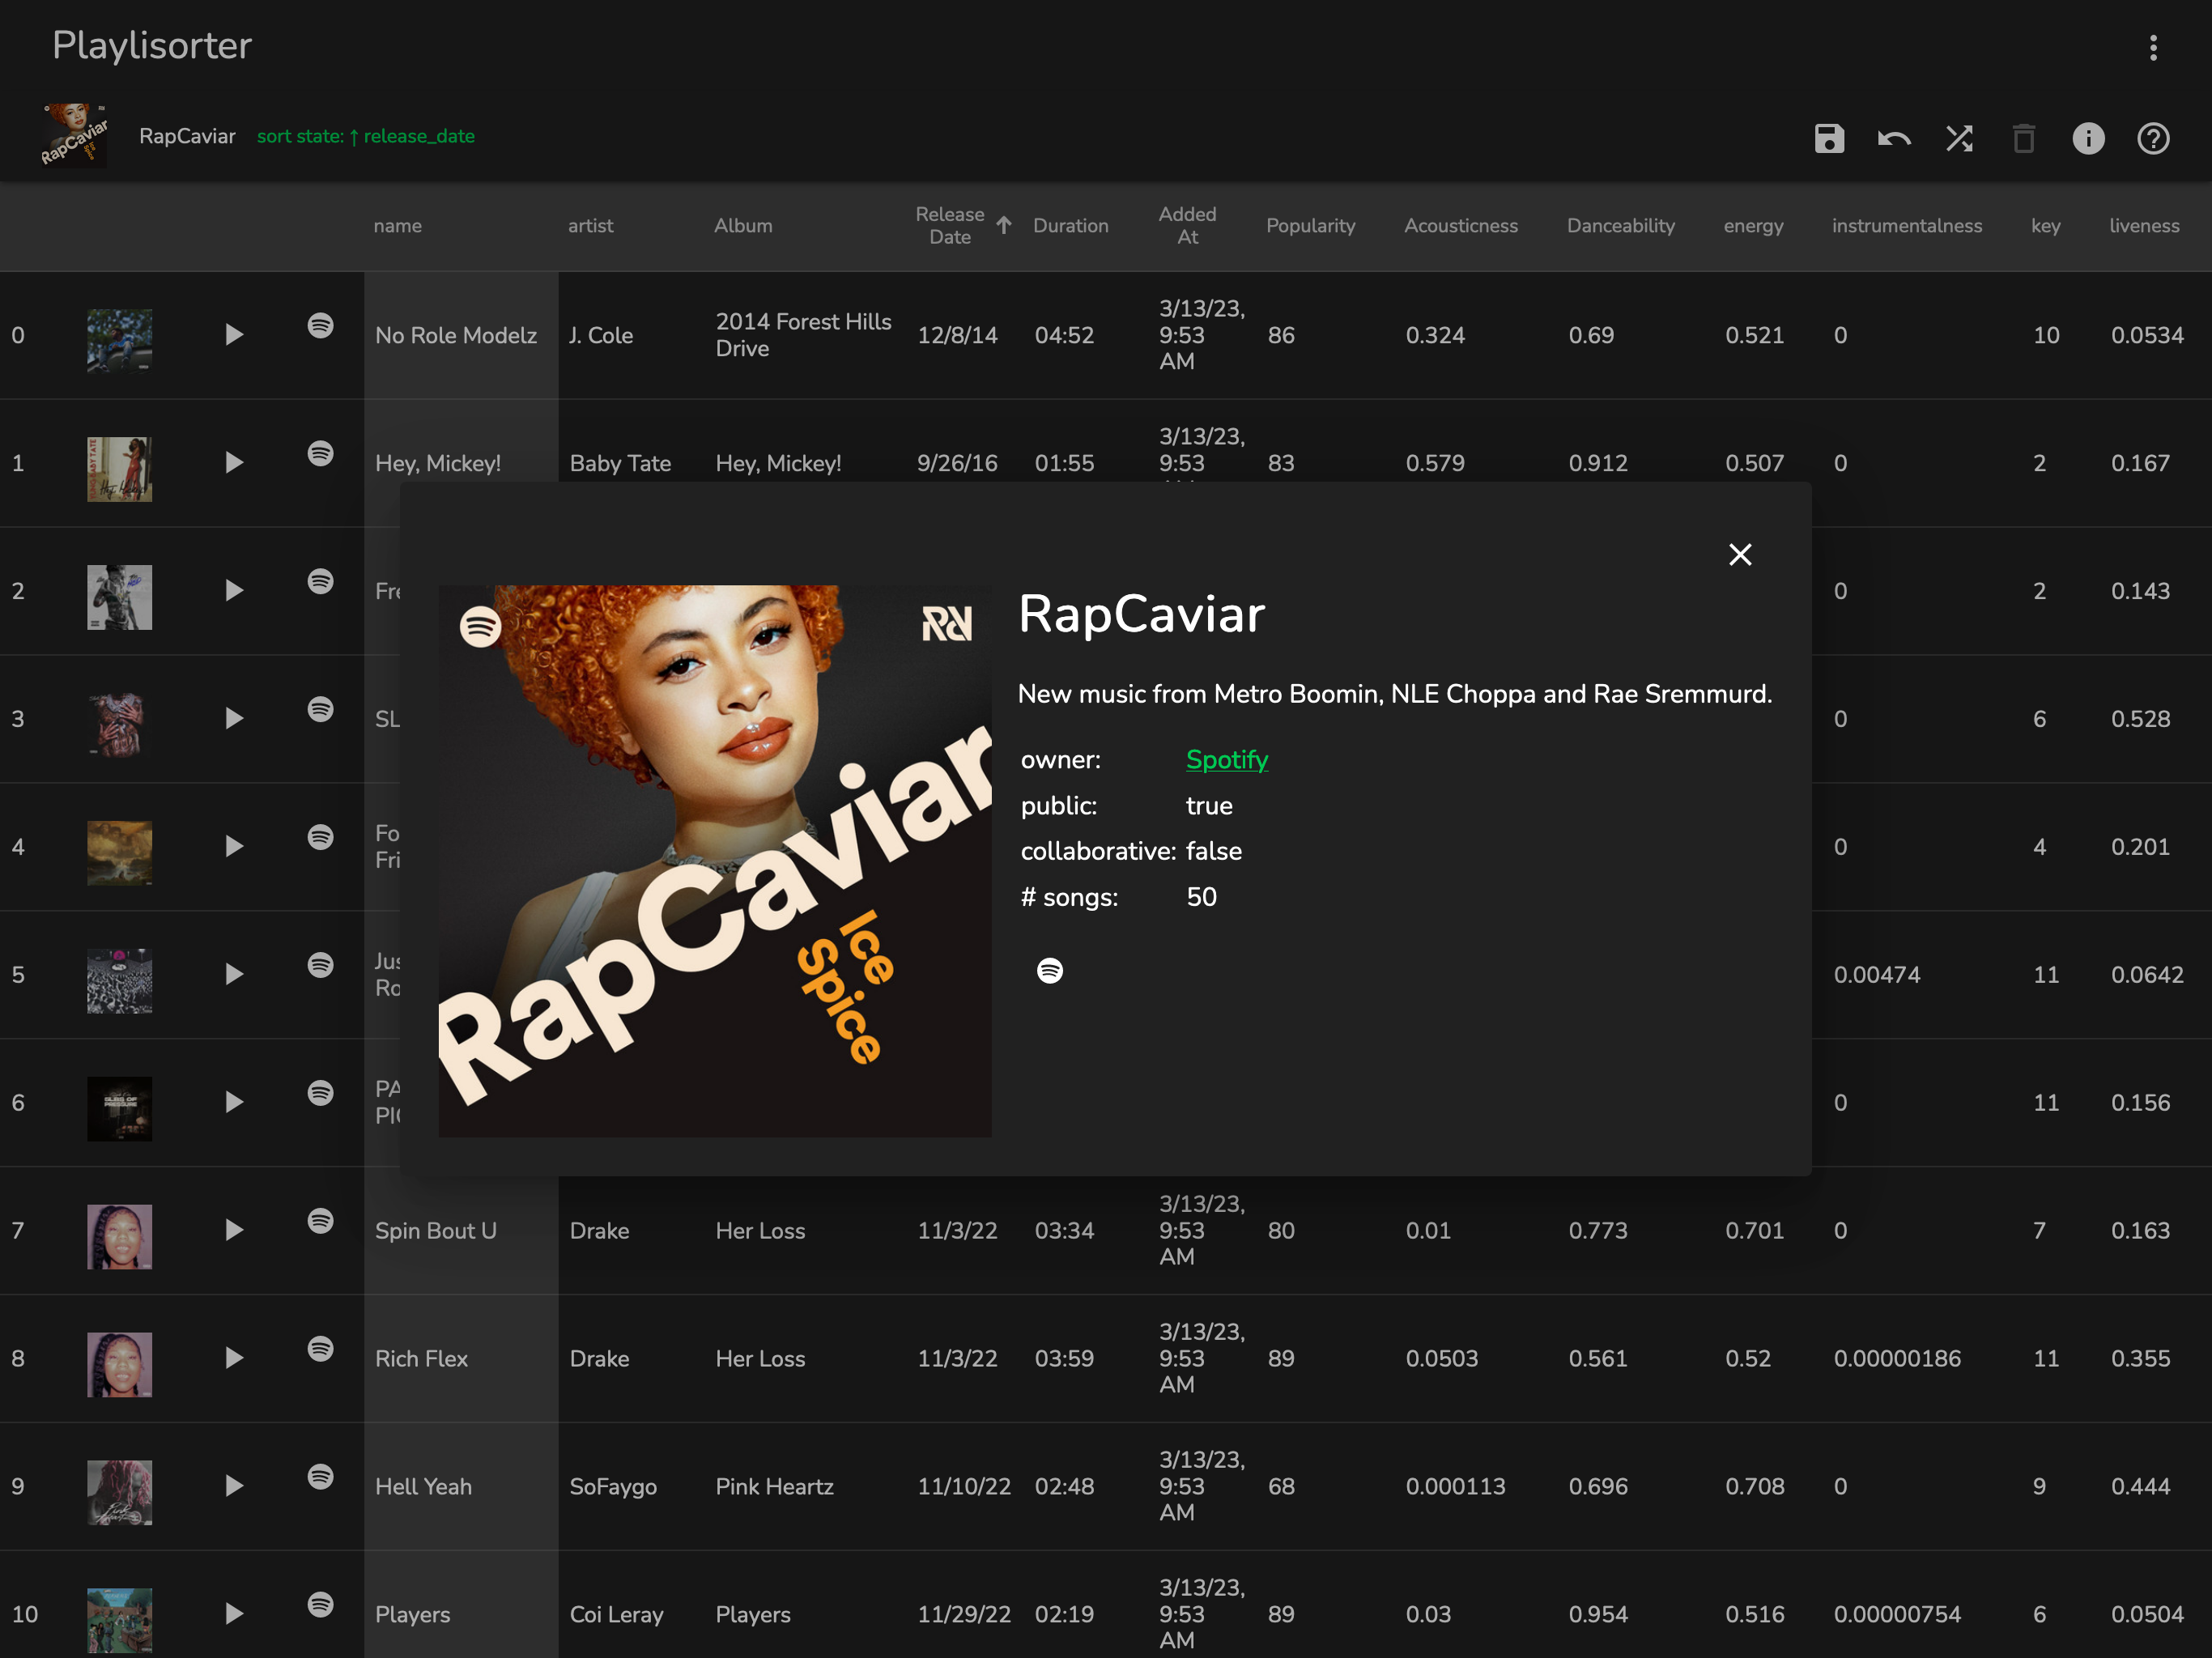 Playlisorter
RapCaviar
RapCaviar sort state: ↑ release_date
name artist Album Release Date ↑ Duration Added At Popularity Acousticness Danceability energy instrumentalness key liveness
0 No Role Modelz J. Cole 2014 Forest Hills Drive 12/8/14 04:52 3/13/23, 9:53 AM 86 0.324 0.69 0.521 0 10 0.0534
1 Hey, Mickey! Baby Tate Hey, Mickey! 9/26/16 01:55 3/13/23, 9:53 83 0.579 0.912 0.507 0 2 0.167
2 0 2 0.143
3 SL 0 6 0.528
4 Fo Fri 0 4 0.201
5 Jus Ro 0.00474 11 0.0642
6 PA 0 11 0.156
RapCaviar
Ice
Spice
RapCaviar
New music from Metro Boomin, NLE Choppa and Rae Sremmurd.
owner: Spotify
public: true
collaborative: false
# songs: 50
7 Spin Bout U Drake Her Loss 11/3/22 03:34 3/13/23, 9:53 AM 80 0.01 0.773 0.701 0 7 0.163
8 Rich Flex Drake Her Loss 11/3/22 03:59 3/13/23, 9:53 AM 89 0.0503 0.561 0.52 0.00000186 11 0.355
9 Hell Yeah SoFaygo Pink Heartz 11/10/22 02:48 3/13/23, 9:53 AM 68 0.000113 0.696 0.708 0 9 0.444
10 Players Coi Leray Players 11/29/22 02:19 3/13/23, 9:53 AM 89 0.03 0.954 0.516 0.00000754 6 0.0504